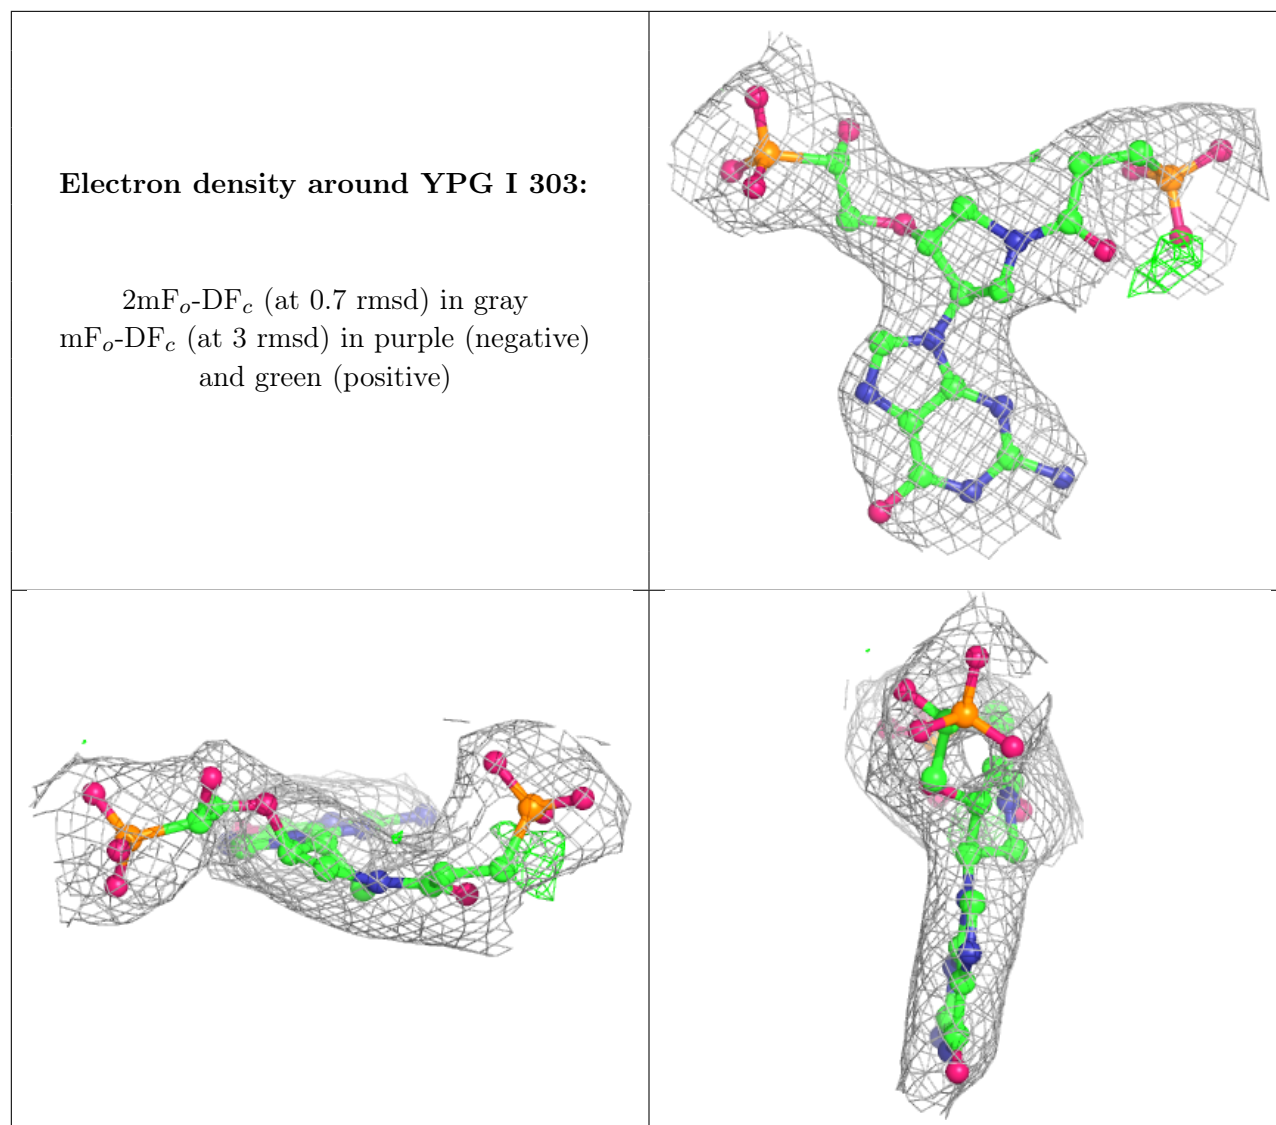 Electron density around YPG I 303:
2mFo-DFc (at 0.7 rmsd) in gray
mFo-DFc (at 3 rmsd) in purple (negative)
and green (positive)